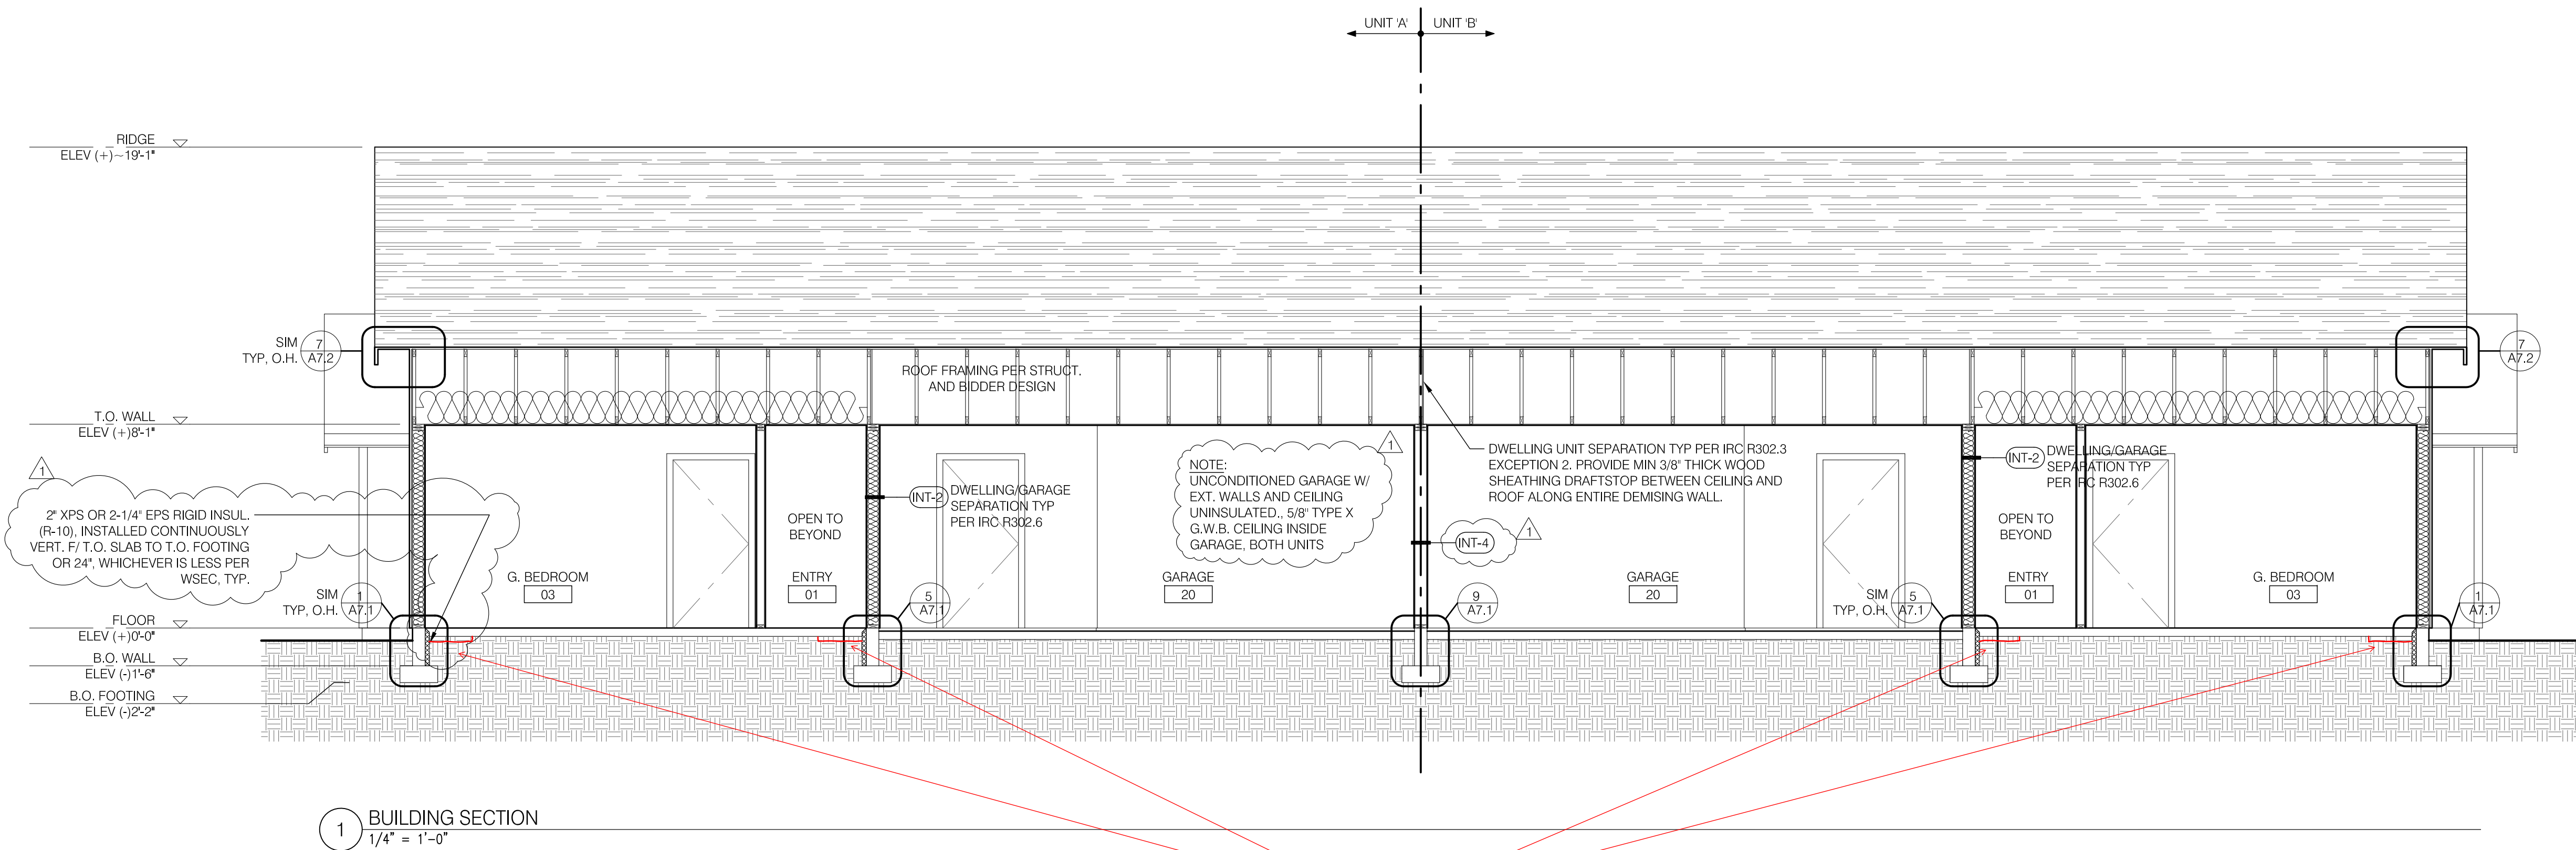 UNIT 'A' UNIT 'B'
RIDGE
ELEV (+)~19'-1"
SIM
TYP, O.H.
7
A7.2
7
A7.2
ROOF FRAMING PER STRUCT.
AND BIDDER DESIGN
T.O. WALL
ELEV (+)8'-1"
1
2" XPS OR 2-1/4" EPS RIGID INSUL.
(R-10), INSTALLED CONTINUOUSLY
VERT. F/ T.O. SLAB TO T.O. FOOTING
OR 24", WHICHEVER IS LESS PER
WSEC, TYP.
INT-2
DWELLING/GARAGE
SEPARATION TYP
PER IRC R302.6
OPEN TO
BEYOND
1
NOTE:
UNCONDITIONED GARAGE W/
EXT. WALLS AND CEILING
UNINSULATED., 5/8" TYPE X
G.W.B. CEILING INSIDE
GARAGE, BOTH UNITS
DWELLING UNIT SEPARATION TYP PER IRC R302.3
EXCEPTION 2. PROVIDE MIN 3/8" THICK WOOD
SHEATHING DRAFTSTOP BETWEEN CEILING AND
ROOF ALONG ENTIRE DEMISING WALL.
INT-4
1
INT-2
DWELLING/GARAGE
SEPARATION TYP
PER IRC R302.6
OPEN TO
BEYOND
G. BEDROOM
03
ENTRY
01
GARAGE
20
GARAGE
20
ENTRY
01
G. BEDROOM
03
SIM
TYP, O.H.
1
A7.1
5
A7.1
9
A7.1
SIM
TYP, O.H.
5
A7.1
1
A7.1
FLOOR
ELEV (+)0'-0"
B.O. WALL
ELEV (-)1'-6"
B.O. FOOTING
ELEV (-)2'-2"
1
BUILDING SECTION
1/4" = 1'-0"